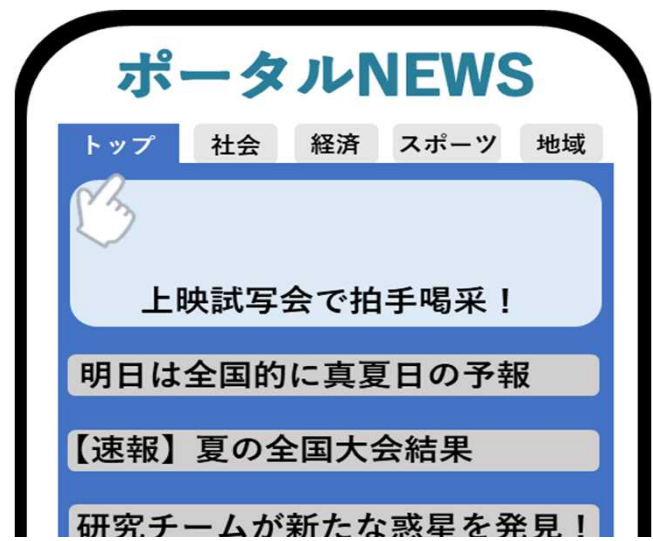 ポータルNEWS
トップ 社会 経済 スポーツ 地域
上映試写会で拍手喝采！
明日は全国的に真夏日の予報
【速報】夏の全国大会結果
研究チームが新たな惑星を発見！